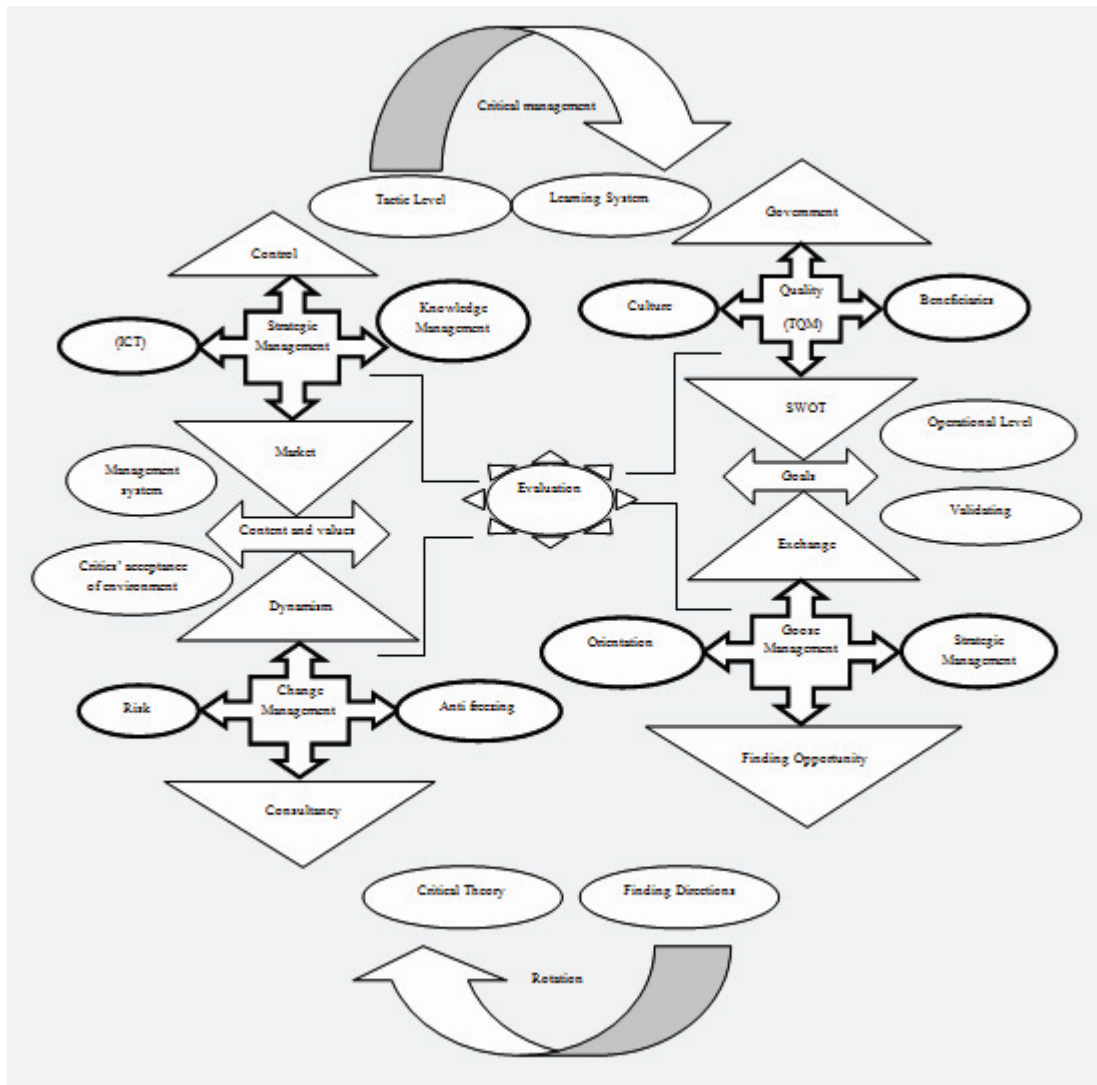 Critical management
Tactic Level
Learning System
Government
Control
Quality
(TQM)
Culture
Beneficiaries
Knowledge
Management
Strategic
Management
(ICT)
SWOT
Operational Level
Market
Goals
Management
system
Evaluation
Validating
Content and values
Exchange
Critics' acceptance
of environment
Dynamism
Goose
Management
Orientation
Strategic
Management
Change
Management
Risk
Anti freezing
Finding Opportunity
Consultancy
Critical Theory
Finding Directions
Rotation